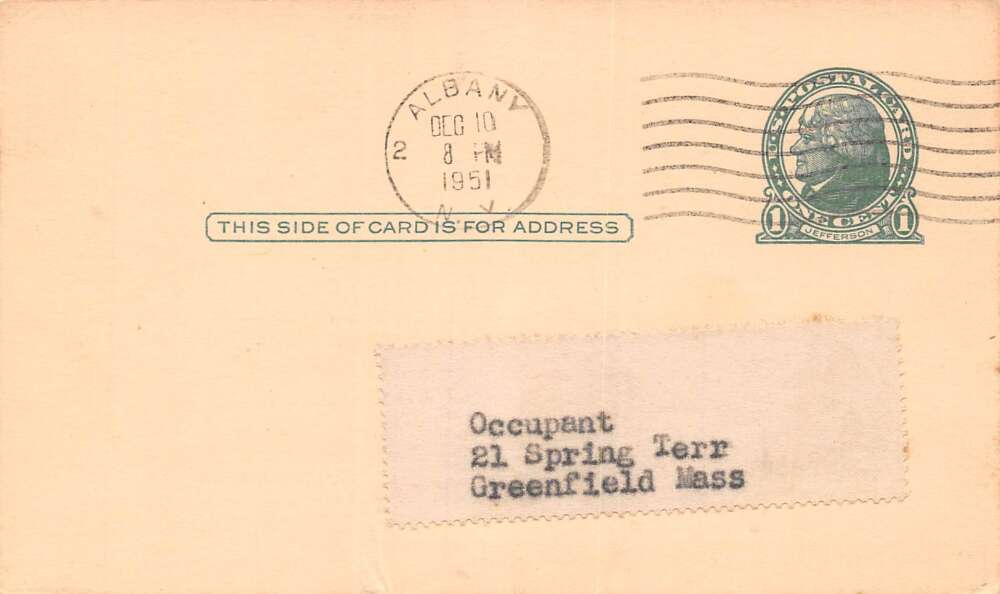 ALBANY
2
DEC 10
8 PM
1951
N.Y.
U.S. POSTAL CARD
ONE CENT
1 JEFFERSON 1
THIS SIDE OF CARD IS FOR ADDRESS
Occupant
21 Spring Terr
Greenfield Mass